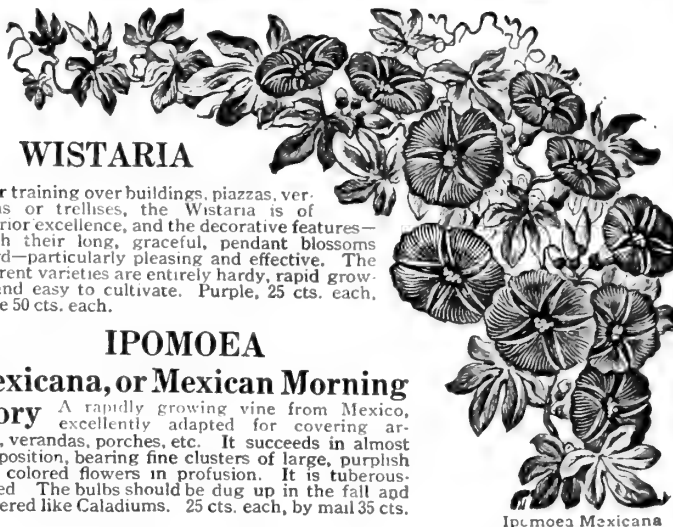 WISTARIA
r training over buildings, piazzas, ver-
s or trellises, the Wistaria is of
rior excellence, and the decorative features—
h their long, graceful, pendant blossoms
d—particularly pleasing and effective. The
rent varieties are entirely hardy, rapid grow-
nd easy to cultivate. Purple, 25 cts. each,
e 50 cts. each.
IPOMOEA
exicana, or Mexican Morning
ory A rapidly growing vine from Mexico,
excellently adapted for covering ar-
, verandas, porches, etc. It succeeds in almost
position, bearing fine clusters of large, purplish
colored flowers in profusion. It is tuberous-
ed The bulbs should be dug up in the fall and
ered like Caladiums. 25 cts. each, by mail 35 cts.
Ipomoea Mexicana